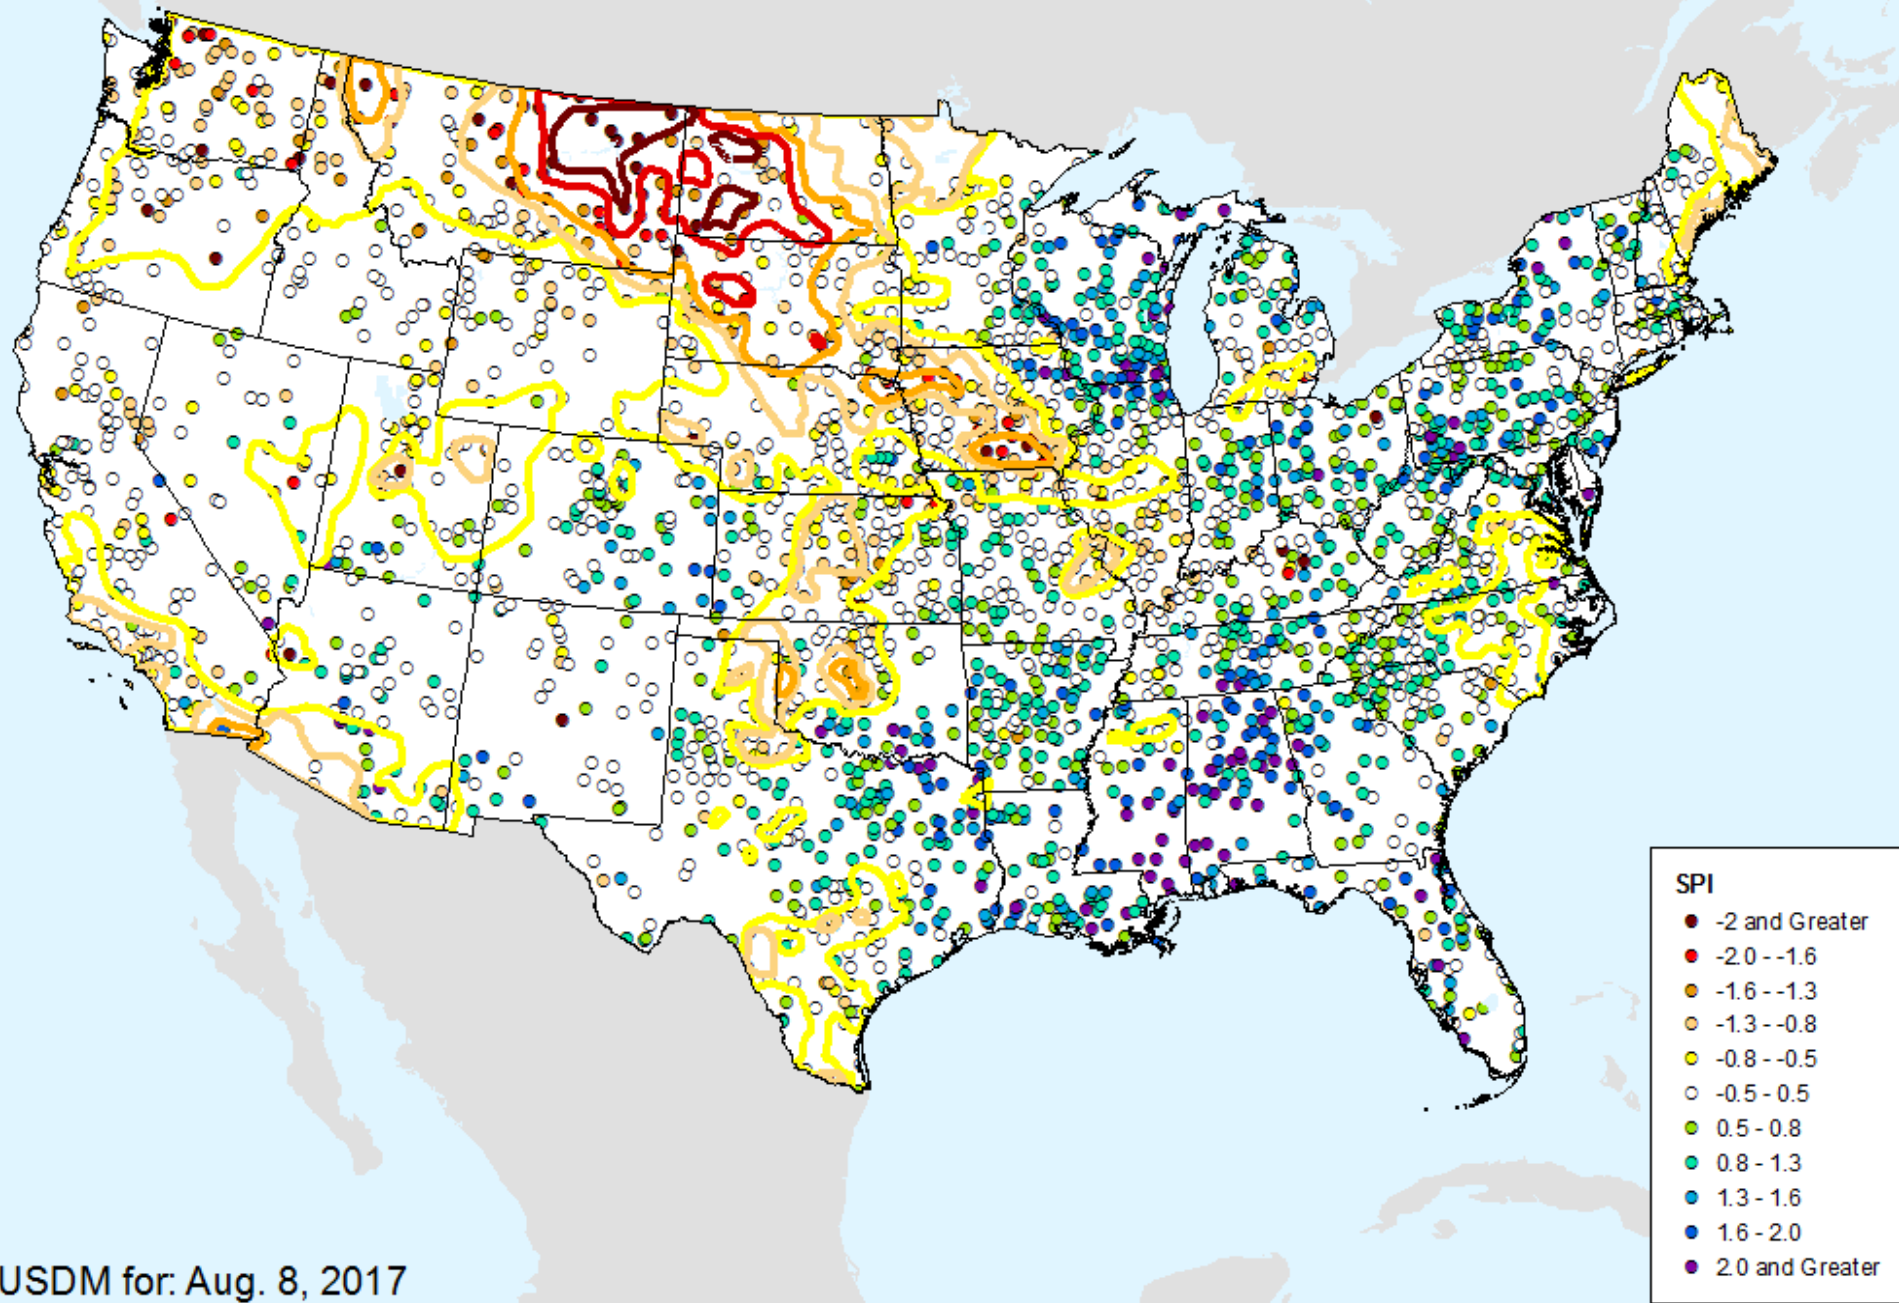 SPI
-2 and Greater
-2.0 - -1.6
-1.6 - -1.3
-1.3 - -0.8
-0.8 - -0.5
-0.5 - 0.5
0.5 - 0.8
0.8 - 1.3
1.3 - 1.6
1.6 - 2.0
2.0 and Greater
USDM for: Aug. 8, 2017